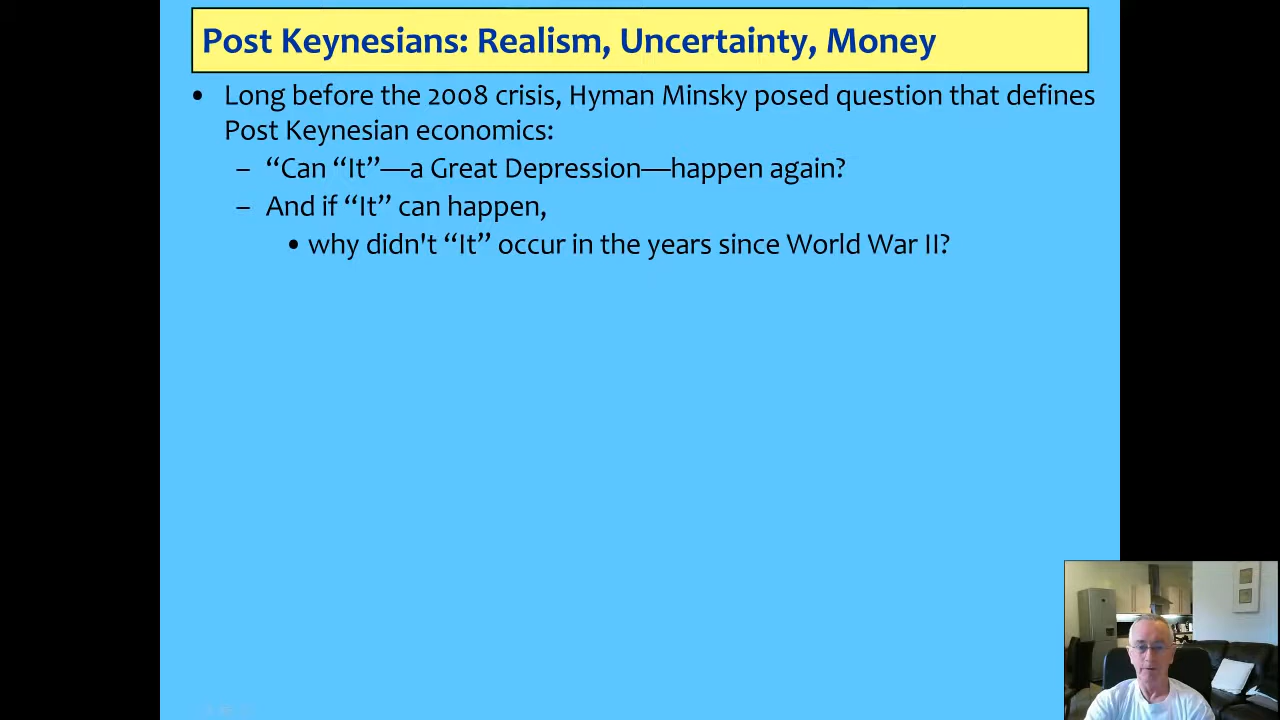 Post Keynesians: Realism, Uncertainty, Money
• Long before the 2008 crisis, Hyman Minsky posed question that defines
Post Keynesian economics:
– “Can “It”—a Great Depression—happen again?
– And if “It” can happen,
• why didn't “It” occur in the years since World War II?